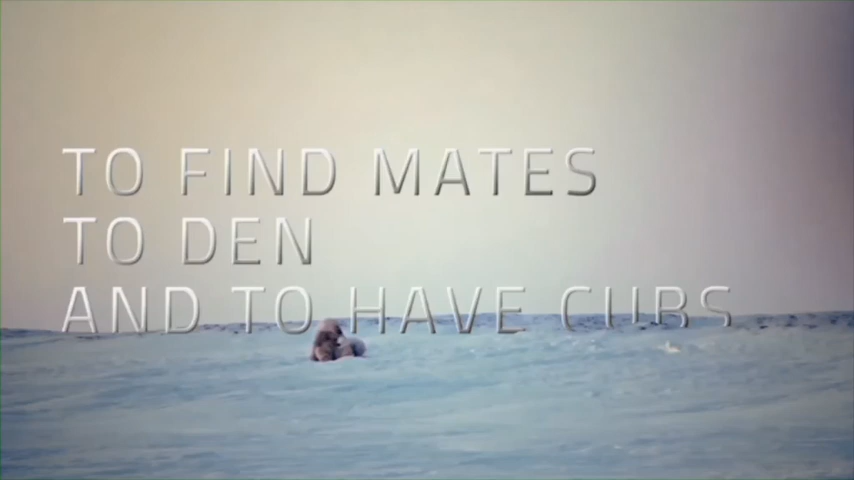 TO FIND MATES
TO DEN
AND TO HAVE CUBS